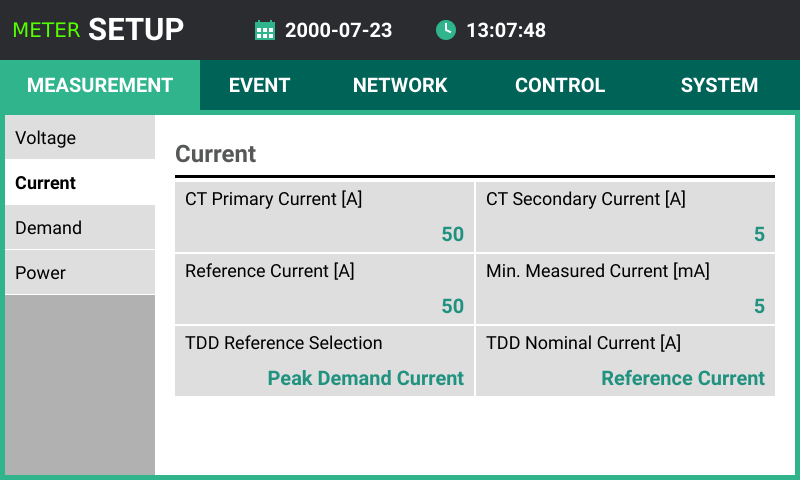 METER SETUP 2000-07-23 13:07:48
MEASUREMENT EVENT NETWORK CONTROL SYSTEM
Voltage
Current
Demand
Power
Current
CT Primary Current [A] CT Secondary Current [A]
50 5
Reference Current [A] Min. Measured Current [mA]
50 5
TDD Reference Selection TDD Nominal Current [A]
Peak Demand Current Reference Current